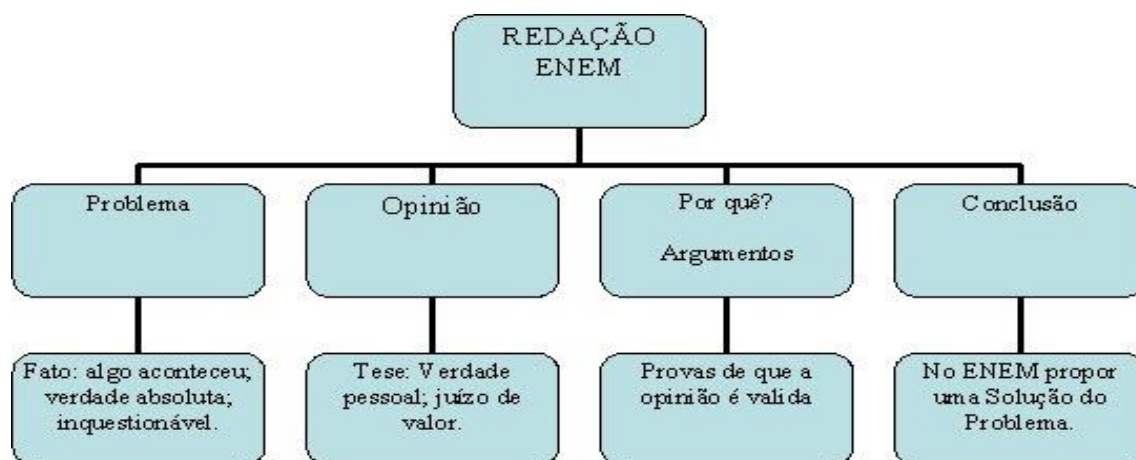 REDAÇÃO
ENEM
Problema
Opinião
Por quê?
Argumentos
Conclusão
Fato: algo aconteceu;
verdade absoluta;
inquestionável.
Tese: Verdade
pessoal; juízo de
valor.
Provas de que a
opinião é valida
No ENEM propor
uma Solução do
Problema.